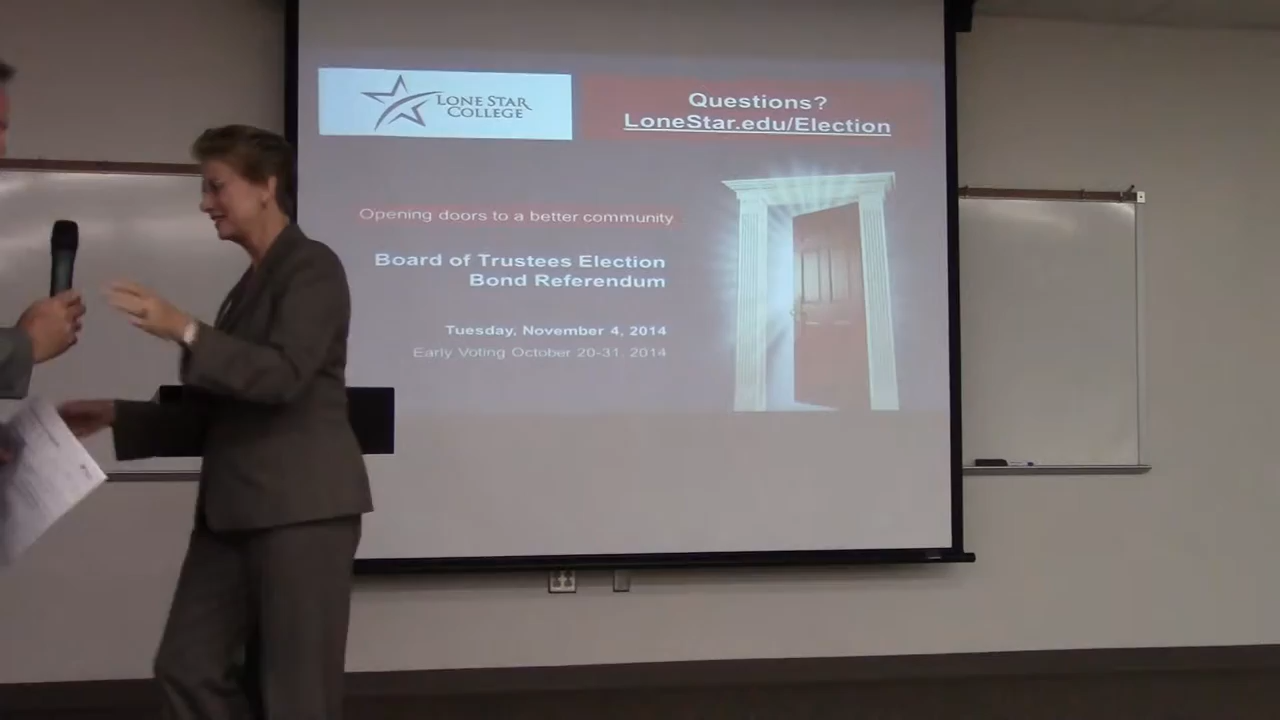 LONE STAR
COLLEGE
Questions?
LoneStar.edu/Election
Opening doors to a better community
Board of Trustees Election
Bond Referendum
Tuesday, November 4, 2014
Early Voting October 20-31, 2014